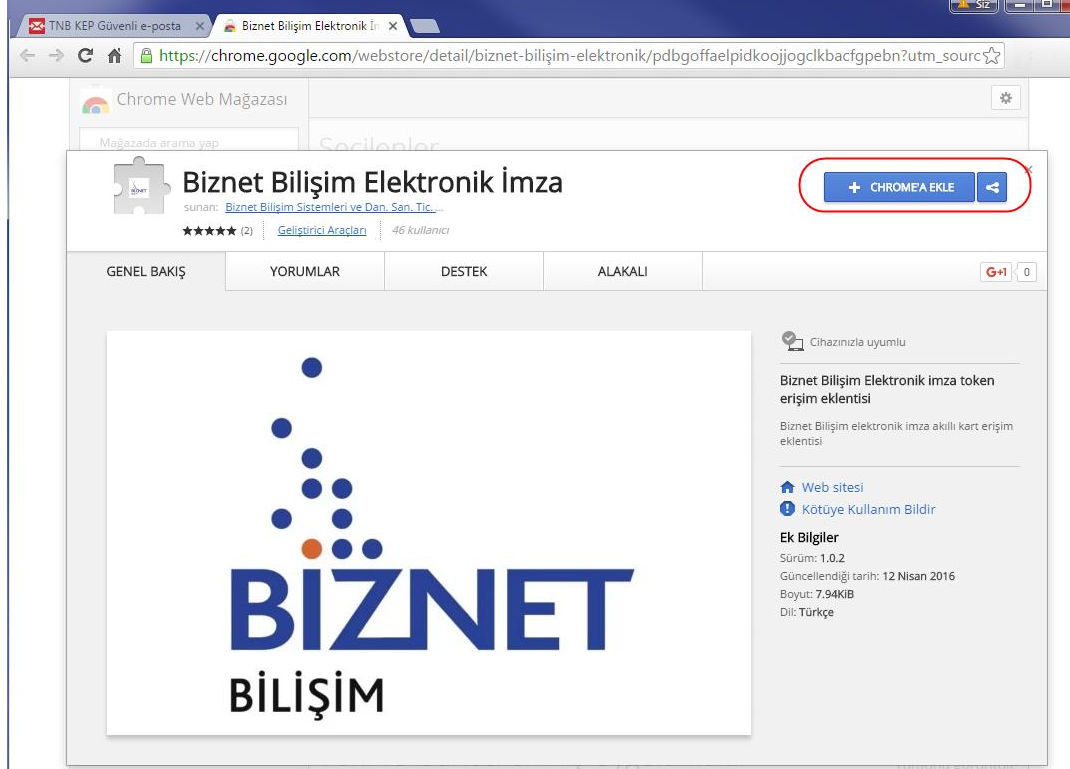 Siz
TNB KEP Güvenli e-posta
Biznet Bilişim Elektronik İn
https://chrome.google.com/webstore/detail/biznet-bilişim-elektronik/pdbgoffaelpidkoojjogclkbacfgpebn?utm_sourc
Chrome Web Mağazası
Mağazada arama yap
Seçilenler
Biznet Bilişim Elektronik İmza
CHROME'A EKLE
sunan: Biznet Bilişim Sistemleri ve Dan. San. Tic....
(2) Geliştirici Araçları 46 kullanıcı
GENEL BAKIŞ YORUMLAR DESTEK ALAKALI
G+1 0
Cihazınızla uyumlu
Biznet Bilişim Elektronik imza token
erişim eklentisi
Biznet Bilişim elektronik imza akıllı kart erişim
eklentisi
Web sitesi
Kötüye Kullanım Bildir
Ek Bilgiler
Sürüm: 1.0.2
Güncellendiği tarih: 12 Nisan 2016
Boyut: 7.94KiB
Dil: Türkçe
BIZNET
BİLİŞİM